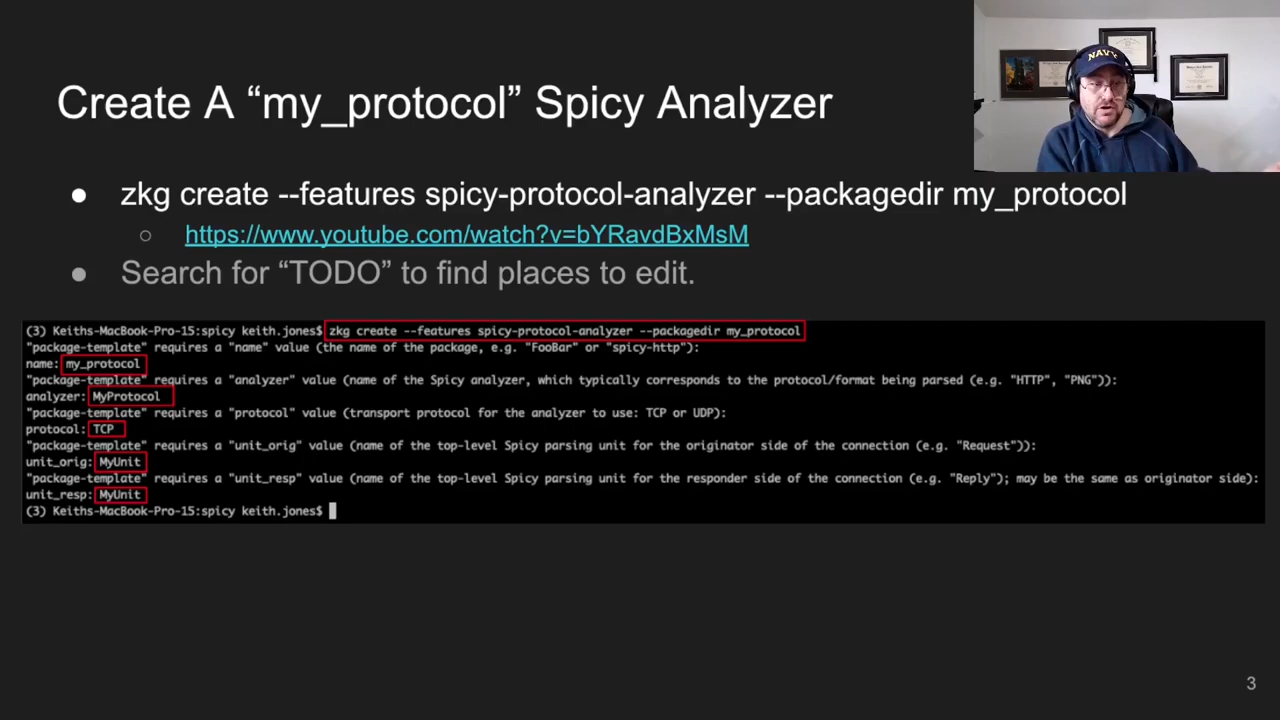 NAVY
Create A “my_protocol” Spicy Analyzer
● zkg create --features spicy-protocol-analyzer --packagedir my_protocol
○ https://www.youtube.com/watch?v=bYRavdBxMsM
● Search for “TODO” to find places to edit.
(3) Keiths-MacBook-Pro-15:spicy keith.jones$ zkg create --features spicy-protocol-analyzer --packagedir my_protocol
"package-template" requires a "name" value (the name of the package, e.g. "FooBar" or "spicy-http"):
name: my_protocol
"package-template" requires a "analyzer" value (name of the Spicy analyzer, which typically corresponds to the protocol/format being parsed (e.g. "HTTP", "PNG")):
analyzer: MyProtocol
"package-template" requires a "protocol" value (transport protocol for the analyzer to use: TCP or UDP):
protocol: TCP
"package-template" requires a "unit_orig" value (name of the top-level Spicy parsing unit for the originator side of the connection (e.g. "Request")):
unit_orig: MyUnit
"package-template" requires a "unit_resp" value (name of the top-level Spicy parsing unit for the responder side of the connection (e.g. "Reply"); may be the same as originator side):
unit_resp: MyUnit
(3) Keiths-MacBook-Pro-15:spicy keith.jones$
3